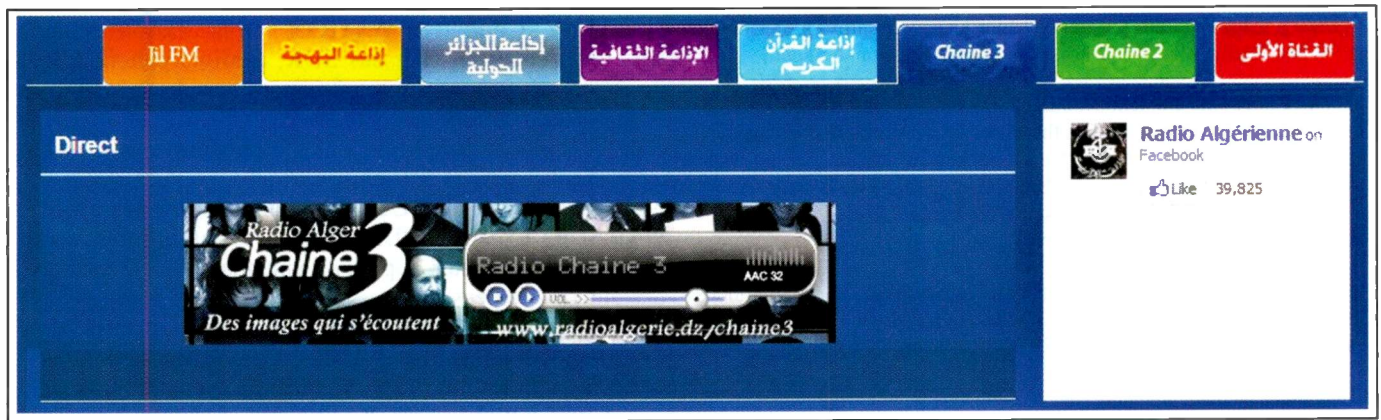 Jil FM
إذاعة البهجة
إذاعة الجزائر
الدولية
الإذاعة الثقافية
إذاعة القرآن
الكريم
Chaine 3
Chaine 2
القناة الأولى
Direct
Radio Alger
Chaine 3
Des images qui s'écoutent
Radio Chaine 3
AAC 32
VOL >>
www.radioalgerie.dz/chaine3
Radio Algérienne on
Facebook
Like 39,825